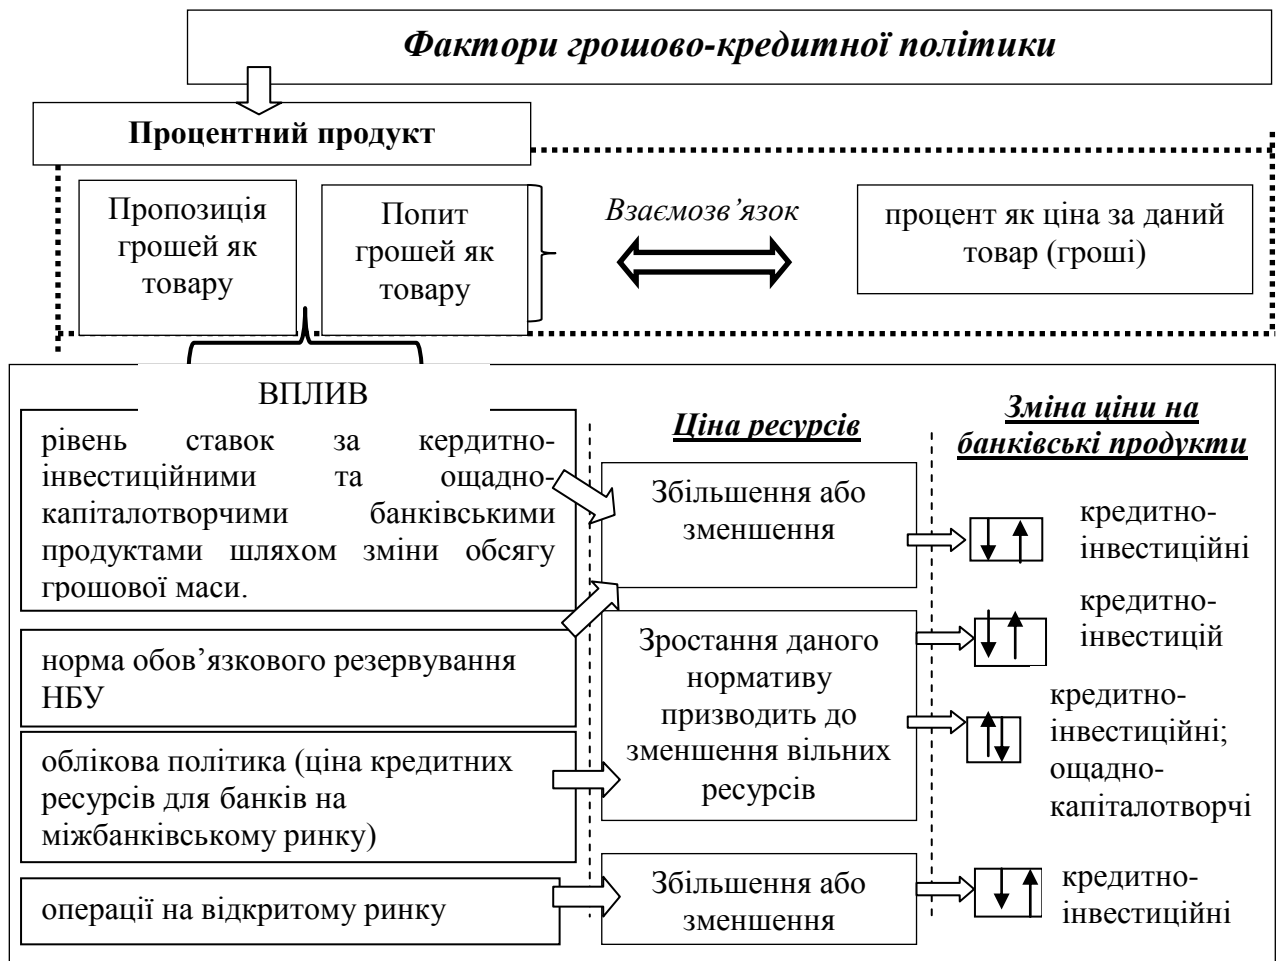 Фактори грошово-кредитної політики
Процентний продукт
Пропозиція
грошей як
товару
Попит
грошей як
товару
Взаємозв’язок
процент як ціна за даний
товар (гроші)
ВПЛИВ
рівень ставок за кердитно-
інвестиційними та ощадно-
капіталотворчими банківськими
продуктами шляхом зміни обсягу
грошової маси.
норма обов’язкового резервування
НБУ
облікова політика (ціна кредитних
ресурсів для банків на
міжбанківському ринку)
операції на відкритому ринку
Ціна ресурсів
Збільшення або
зменшення
Зростання даного
нормативу
призводить до
зменшення вільних
ресурсів
Збільшення або
зменшення
Зміна ціни на
банківські продукти
кредитно-
інвестиційні
кредитно-
інвестицій
кредитно-
інвестиційні;
ощадно-
капіталотворчі
кредитно-
інвестиційні